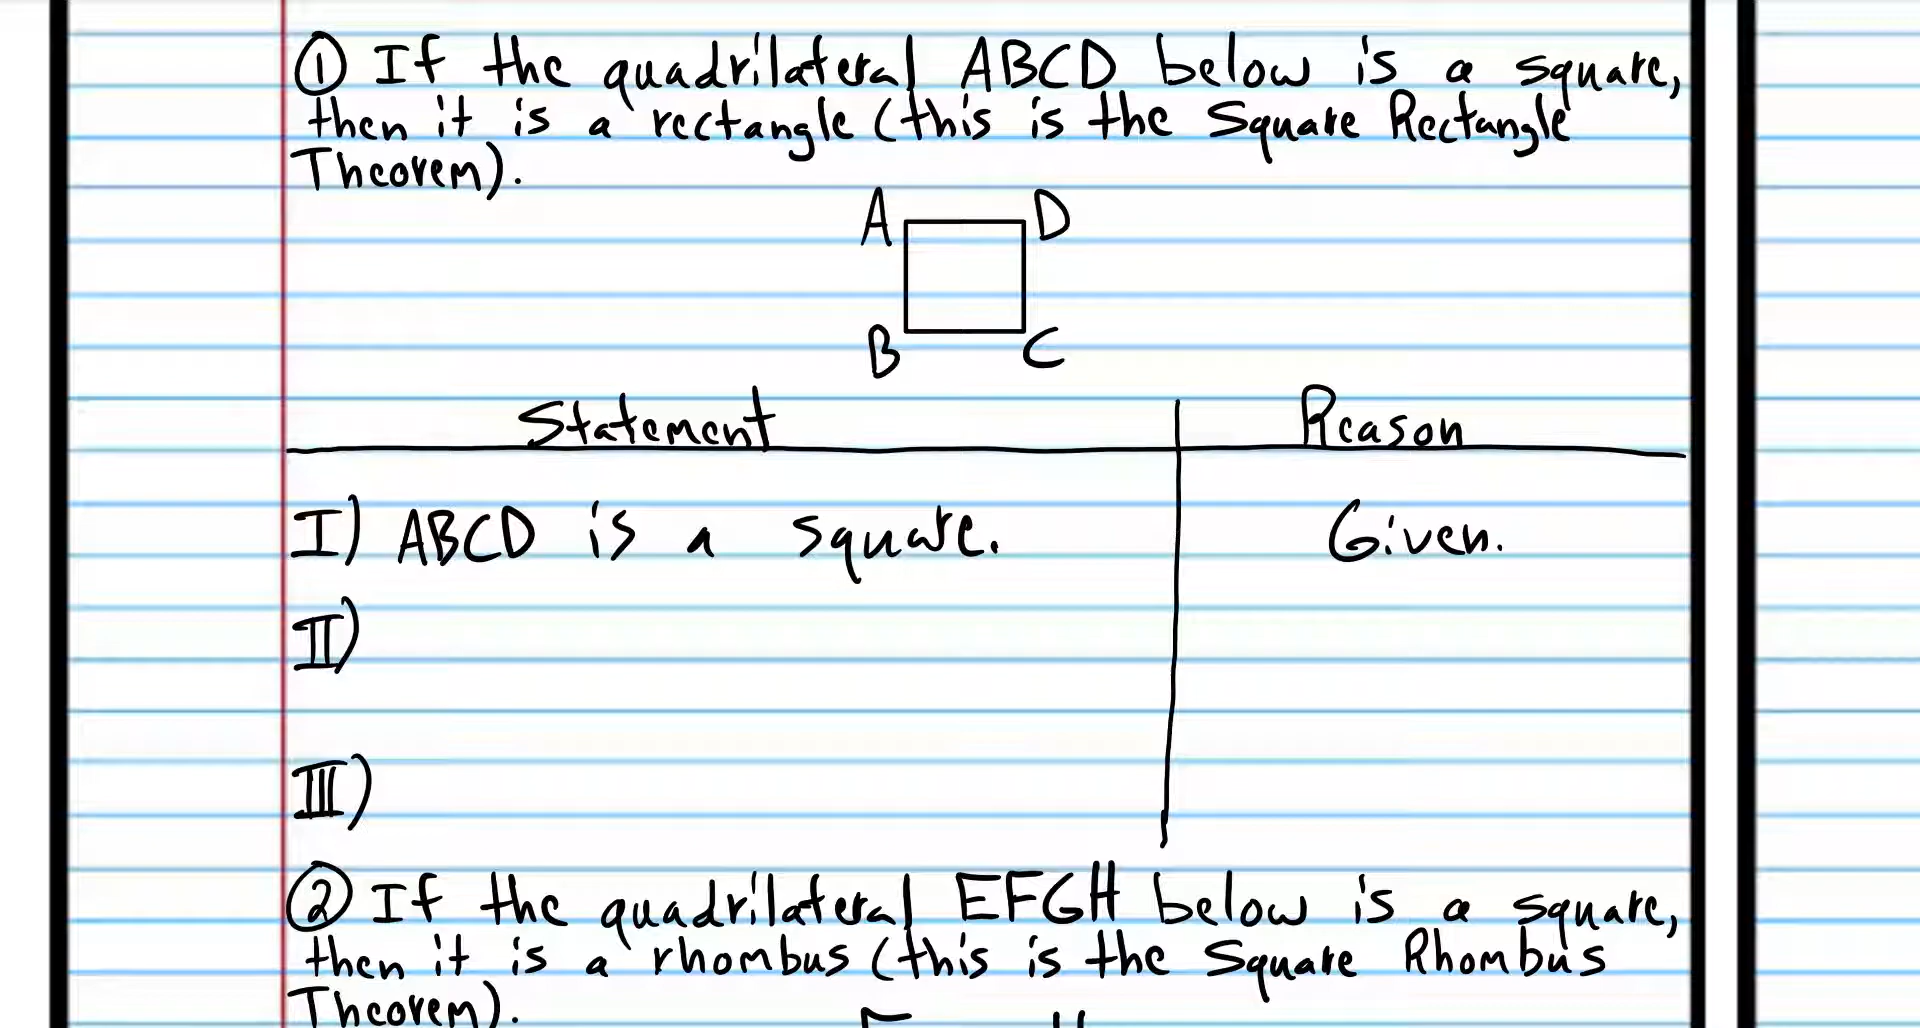 ① If the quadrilateral ABCD below is a square,
then it is a rectangle (this is the Square Rectangle
Theorem).
A D
B C
Statement Reason
I) ABCD is a square. Given.
II)
III)
② If the quadrilateral EFGH below is a square,
then it is a rhombus (this is the Square Rhombus
Theorem).